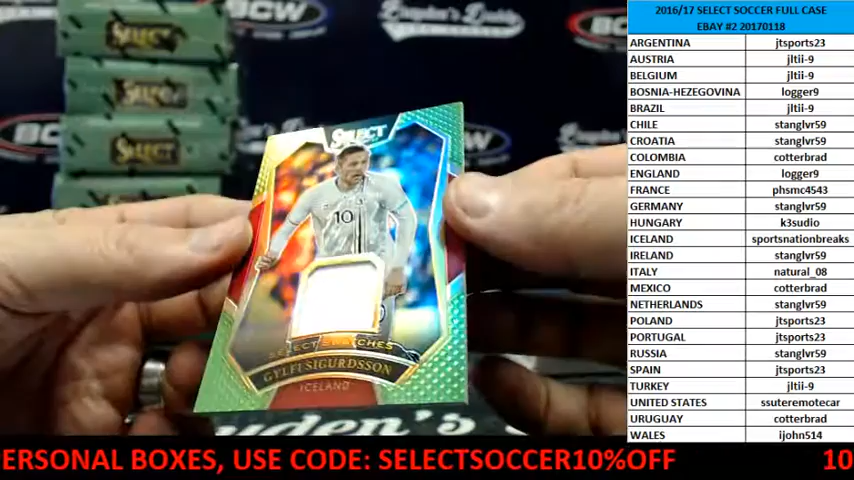 2016/17 SELECT SOCCER FULL CASE
EBAY #2 20170118
ARGENTINA jtsports23
AUSTRIA jltii-9
BELGIUM jltii-9
BOSNIA-HEZEGOVINA logger9
BRAZIL jltii-9
CHILE stanglvr59
CROATIA stanglvr59
COLOMBIA cotterbrad
ENGLAND logger9
FRANCE phsmc4543
GERMANY stanglvr59
HUNGARY k3sudio
ICELAND sportsnationbreaks
IRELAND stanglvr59
ITALY natural_08
MEXICO cotterbrad
NETHERLANDS stanglvr59
POLAND jtsports23
PORTUGAL jtsports23
RUSSIA stanglvr59
SPAIN jtsports23
TURKEY jltii-9
UNITED STATES ssuteremotecar
URUGUAY cotterbrad
WALES ijohn514
SELECT
SELECT
SELECT
BCW
BCW
SELECT
10
SELECT SWATCHES
GYLFI SIGURDSSON
ICELAND
ERSONAL BOXES, USE CODE: SELECTSOCCER10%OFF 10